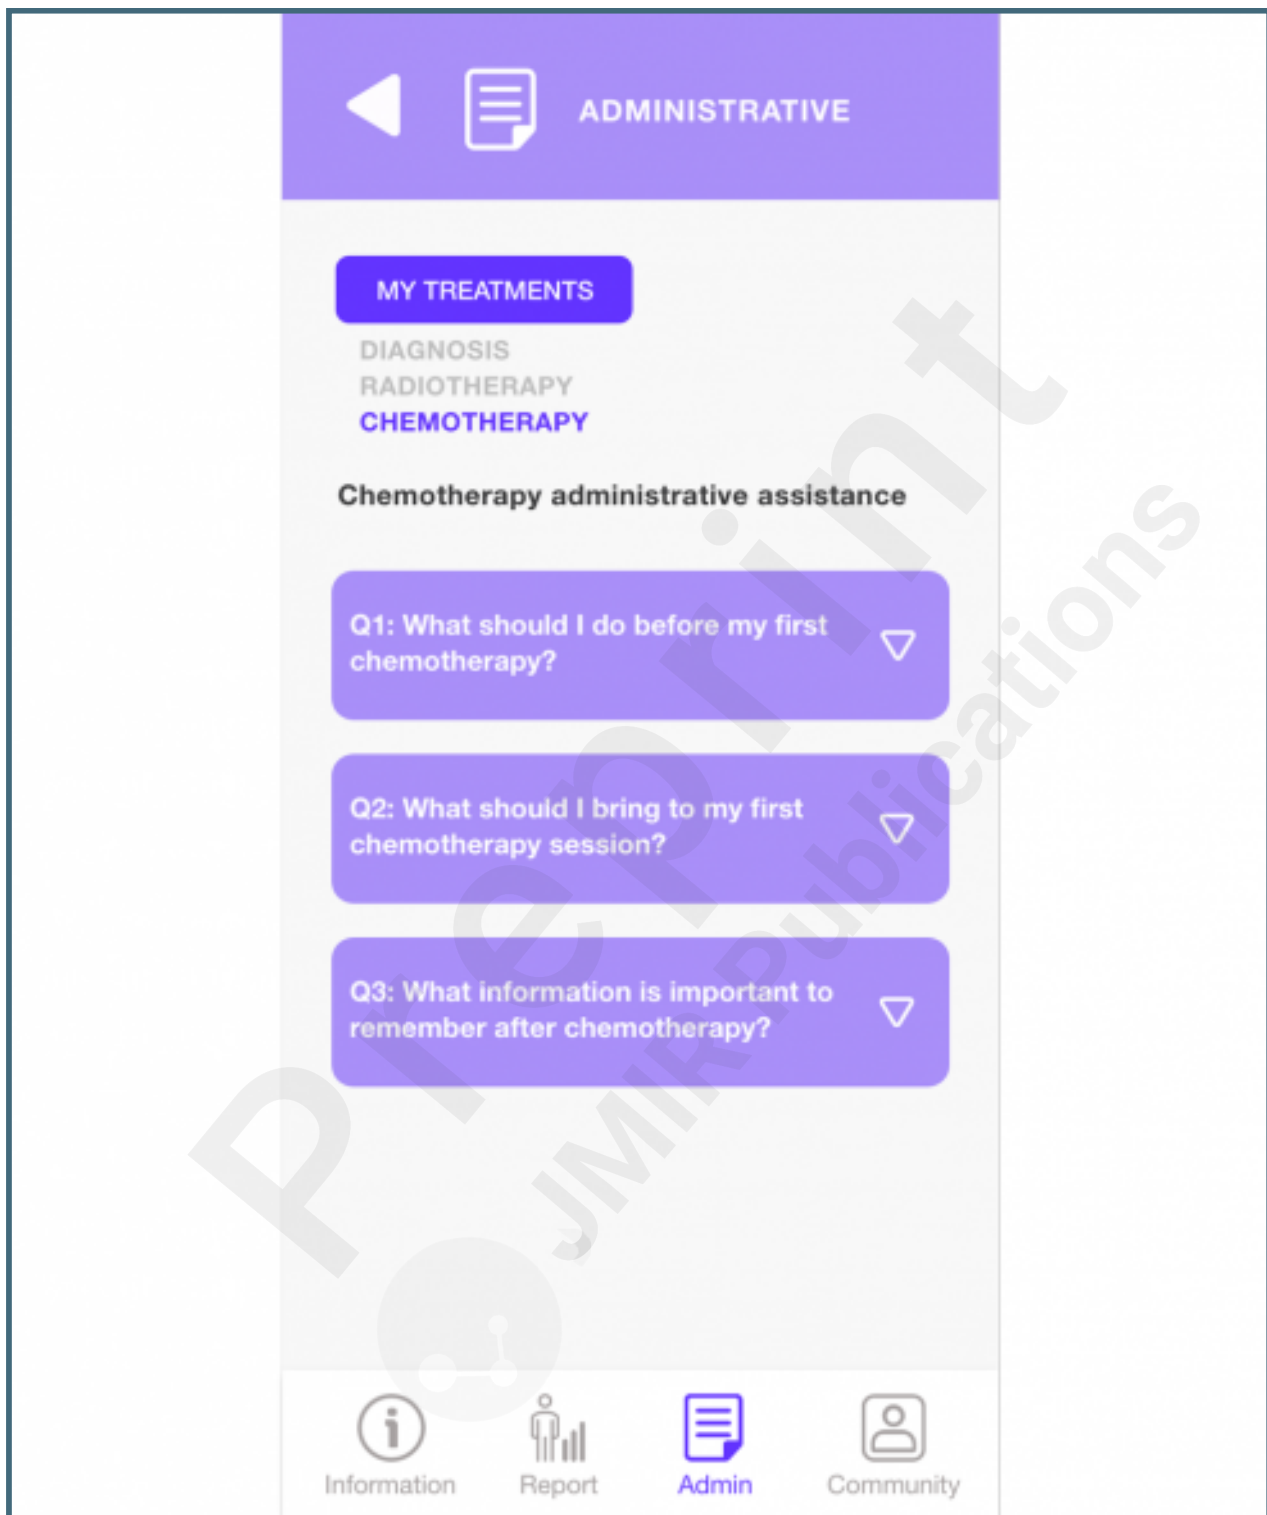 ADMINISTRATIVE
MY TREATMENTS
DIAGNOSIS
RADIOTHERAPY
CHEMOTHERAPY
Chemotherapy administrative assistance
Q1: What should I do before my first
chemotherapy?
Q2: What should I bring to my first
chemotherapy session?
Q3: What information is important to
remember after chemotherapy?
Information
Report
Admin
Community
Preprint
JMIR Publications